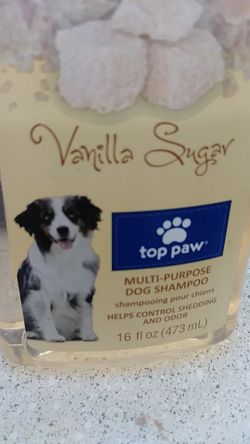 Vanilla Sugar
top paw
MULTI-PURPOSE
DOG SHAMPOO
shampooing pour chiens
HELPS CONTROL SHEDDING
AND ODOR
16 fl oz (473 mL)